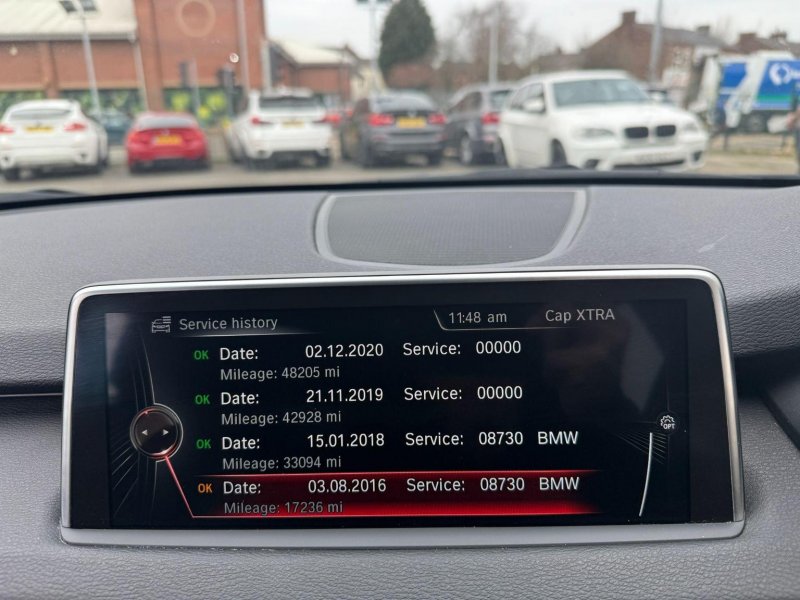 Service history 11:48 am Cap XTRA
OK Date: 02.12.2020 Service: 00000
Mileage: 48205 mi
OK Date: 21.11.2019 Service: 00000
Mileage: 42928 mi
OK Date: 15.01.2018 Service: 08730 BMW
Mileage: 33094 mi
OK Date: 03.08.2016 Service: 08730 BMW
Mileage: 17236 mi
OPT